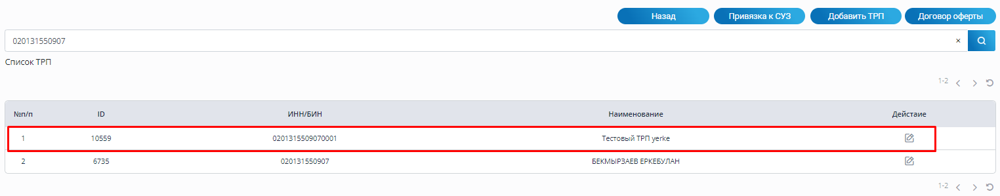 Назад Привязка к СУЗ Добавить ТРП Договор оферты
020131550907 ×
Список ТРП
1-2
№п/п ID ИНН/БИН Наименование Действие
1 10559 0201315509070001 Тестовый ТРП yerke
2 6735 020131550907 БЕКМЫРЗАЕВ ЕРКЕБУЛАН
1-2